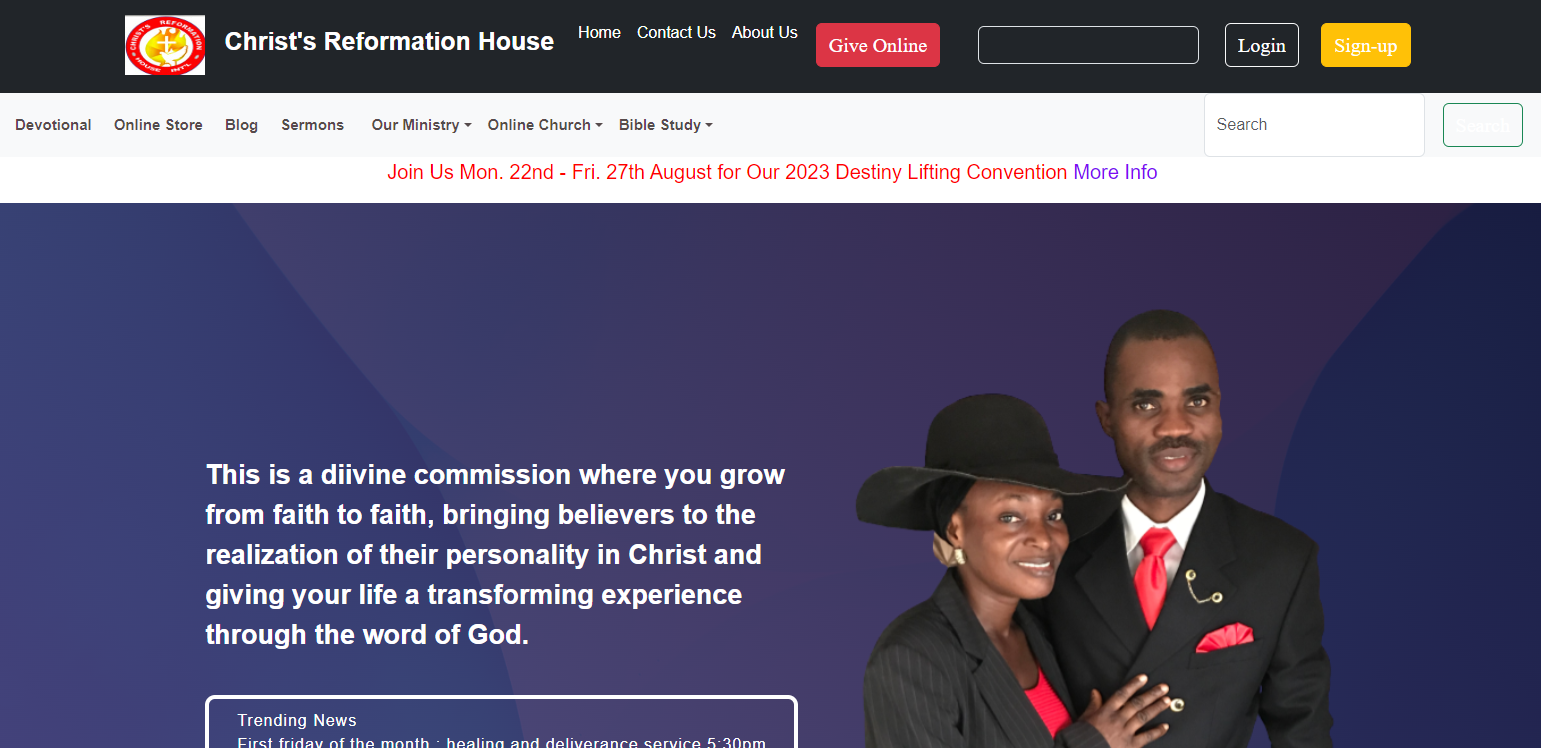 CHRIST'S REFORMATION
HOUSE INT'L
Christ's Reformation House
Home Contact Us About Us
Give Online
Login
Sign-up
Devotional Online Store Blog Sermons Our Ministry Online Church Bible Study
Search
Search
Join Us Mon. 22nd - Fri. 27th August for Our 2023 Destiny Lifting Convention More Info
This is a diivine commission where you grow
from faith to faith, bringing believers to the
realization of their personality in Christ and
giving your life a transforming experience
through the word of God.
Trending News
First friday of the month : healing and deliverance service 5:30pm